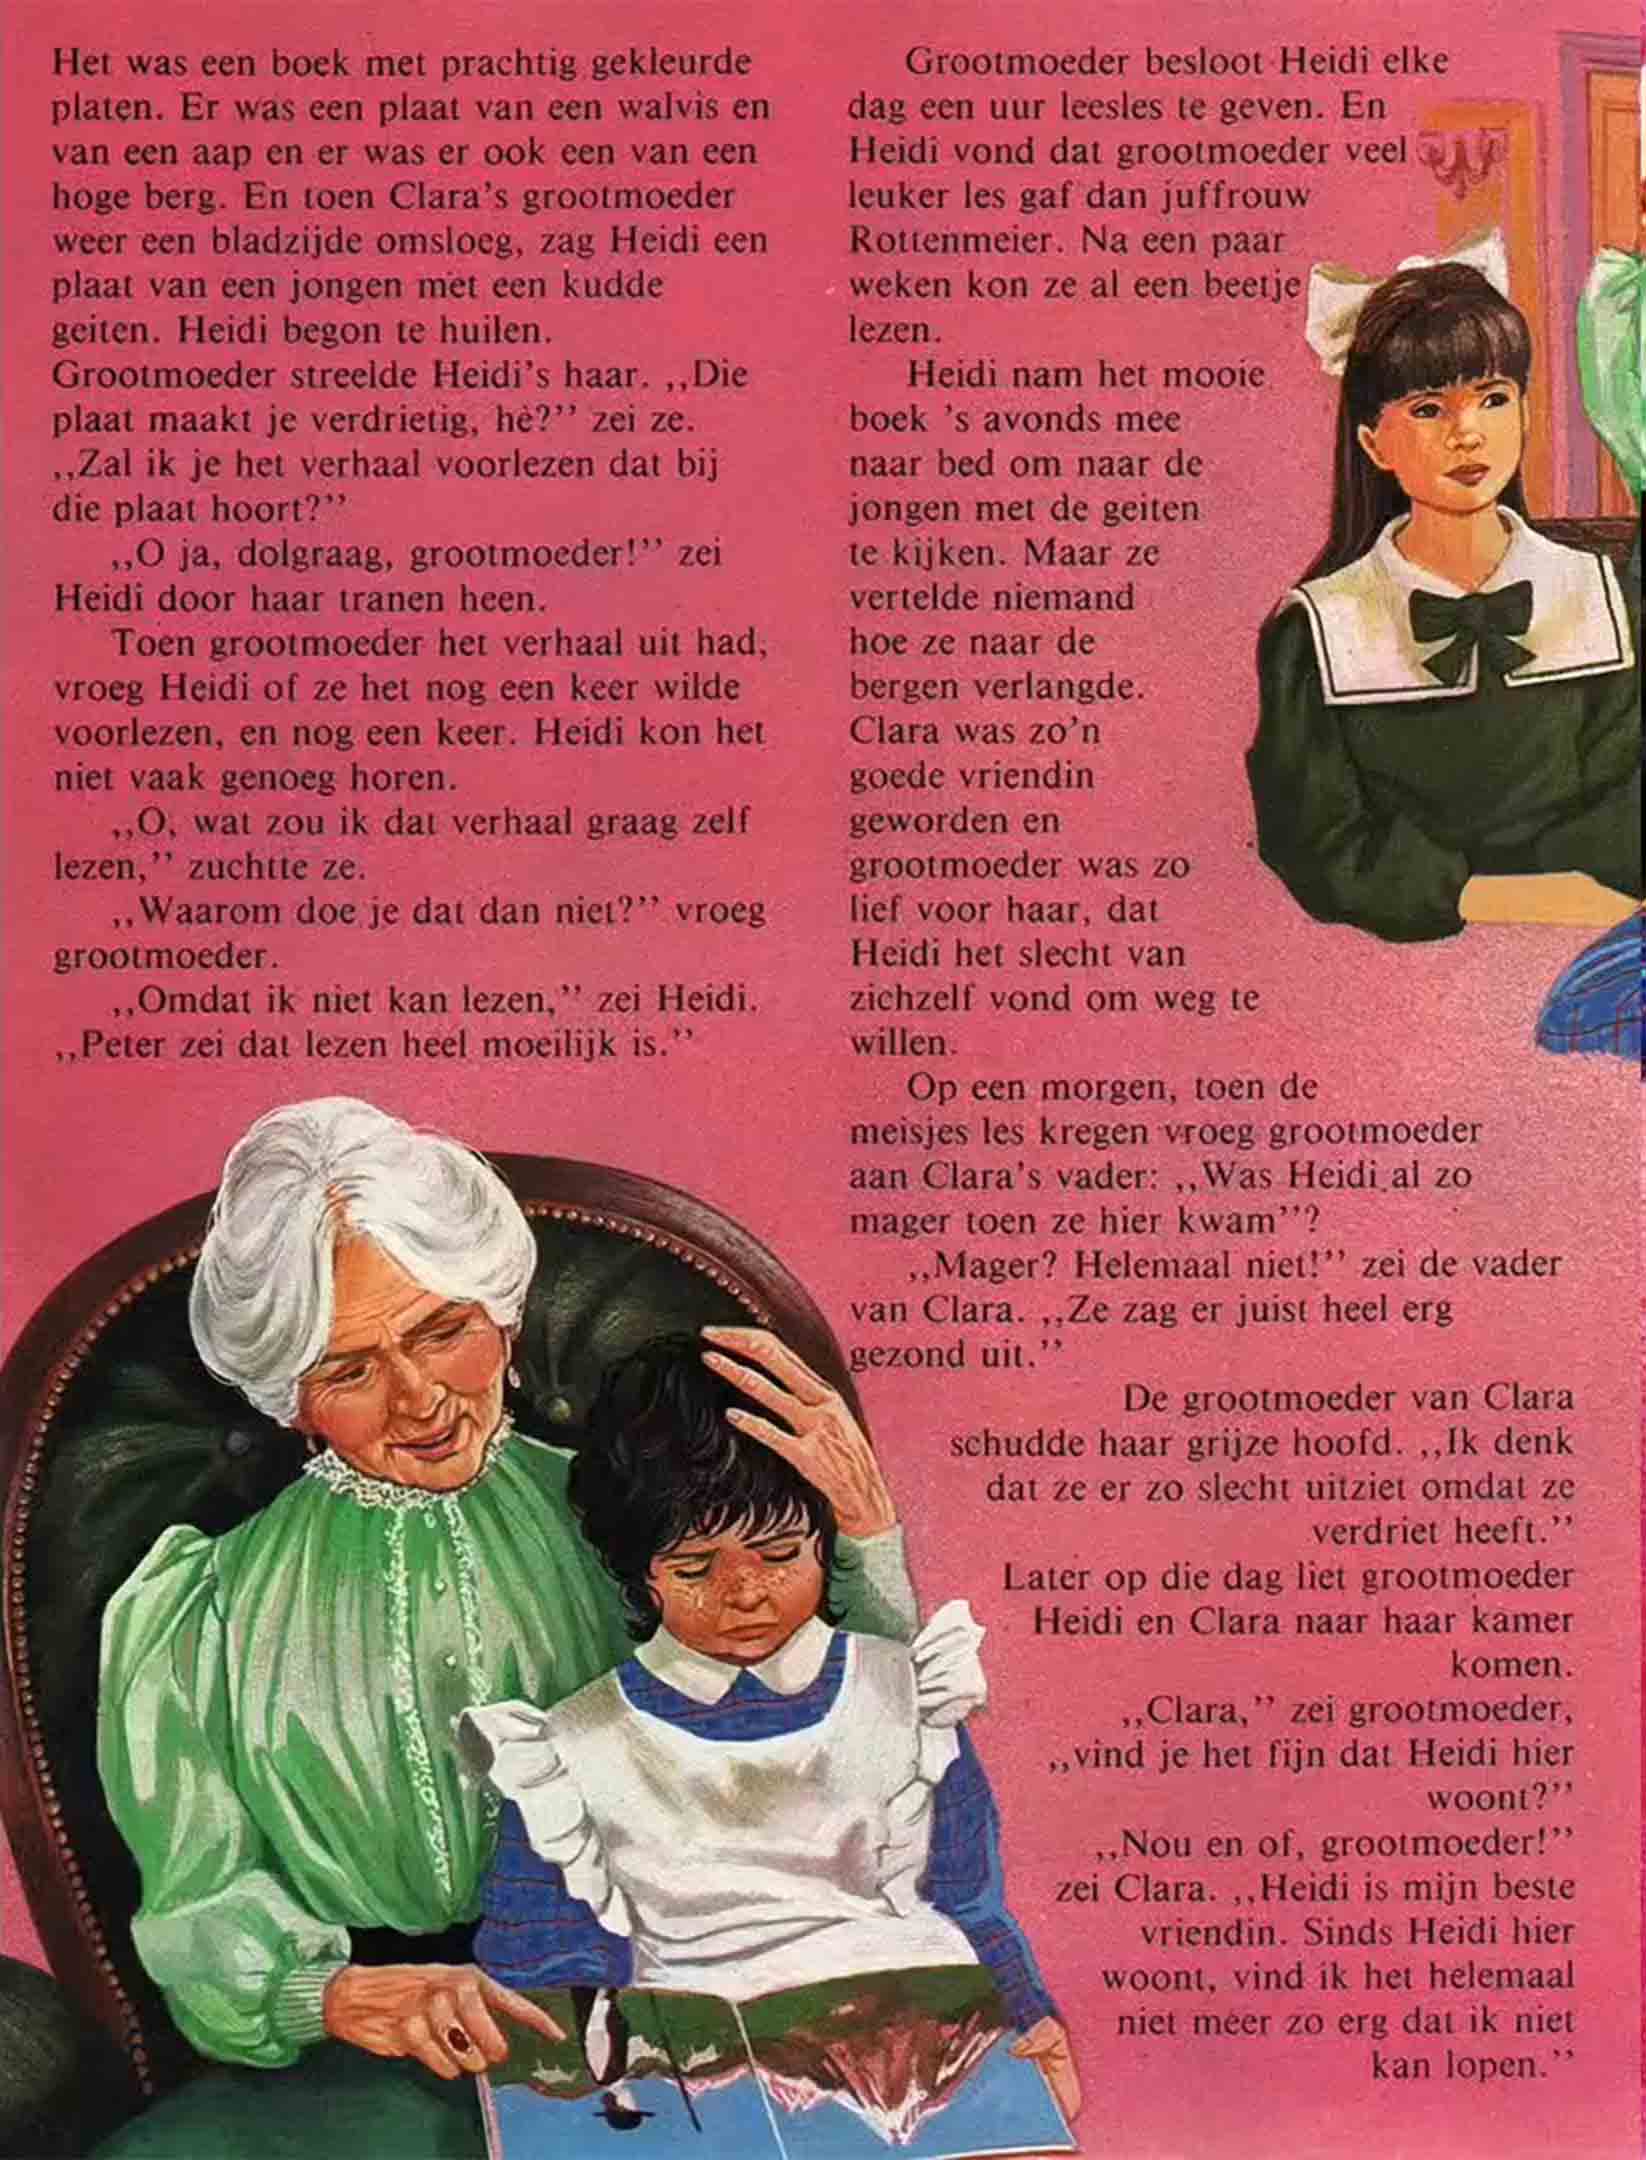 Het was een boek met prachtig gekleurde
platen. Er was een plaat van een walvis en
van een aap en er was er ook een van een
hoge berg. En toen Clara's grootmoeder
weer een bladzijde omsloeg, zag Heidi een
plaat van een jongen met een kudde
geiten. Heidi begon te huilen.
Grootmoeder streelde Heidi's haar. ,,Die
plaat maakt je verdrietig, hè?'' zei ze.
,,Zal ik je het verhaal voorlezen dat bij
die plaat hoort?''
,,O ja, dolgraag, grootmoeder!'' zei
Heidi door haar tranen heen.
Toen grootmoeder het verhaal uit had,
vroeg Heidi of ze het nog een keer wilde
voorlezen, en nog een keer. Heidi kon het
niet vaak genoeg horen.
,,O, wat zou ik dat verhaal graag zelf
lezen,'' zuchtte ze.
,,Waarom doe je dat dan niet?'' vroeg
grootmoeder.
,,Omdat ik niet kan lezen,'' zei Heidi.
,,Peter zei dat lezen heel moeilijk is.''
Grootmoeder besloot Heidi elke
dag een uur leesles te geven. En
Heidi vond dat grootmoeder veel
leuker les gaf dan juffrouw
Rottenmeier. Na een paar
weken kon ze al een beetje
lezen.
Heidi nam het mooie
boek 's avonds mee
naar bed om naar de
jongen met de geiten
te kijken. Maar ze
vertelde niemand
hoe ze naar de
bergen verlangde.
Clara was zo'n
goede vriendin
geworden en
grootmoeder was zo
lief voor haar, dat
Heidi het slecht van
zichzelf vond om weg te
willen.
Op een morgen, toen de
meisjes les kregen vroeg grootmoeder
aan Clara's vader: ,,Was Heidi al zo
mager toen ze hier kwam''?
,,Mager? Helemaal niet!'' zei de vader
van Clara. ,,Ze zag er juist heel erg
gezond uit.''
De grootmoeder van Clara
schudde haar grijze hoofd. ,,Ik denk
dat ze er zo slecht uitziet omdat ze
verdriet heeft.''
Later op die dag liet grootmoeder
Heidi en Clara naar haar kamer
komen.
,,Clara,'' zei grootmoeder,
,,vind je het fijn dat Heidi hier
woont?''
,,Nou en of, grootmoeder!''
zei Clara. ,,Heidi is mijn beste
vriendin. Sinds Heidi hier
woont, vind ik het helemaal
niet meer zo erg dat ik niet
kan lopen.''